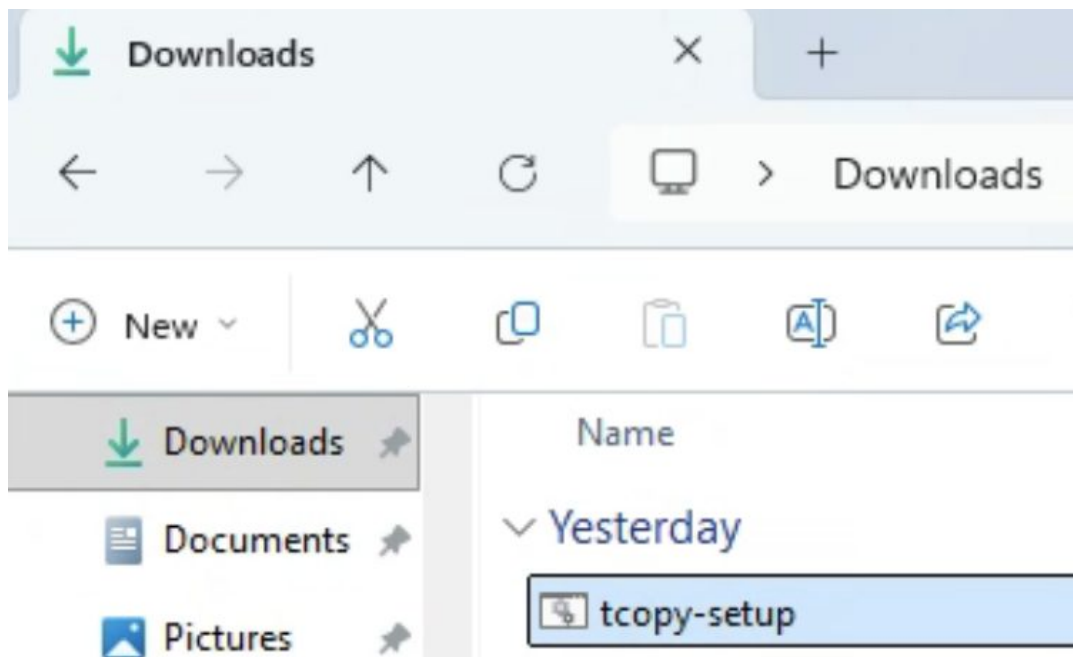 Downloads
Downloads
New
Downloads
Name
Documents
Yesterday
tcopy-setup
Pictures